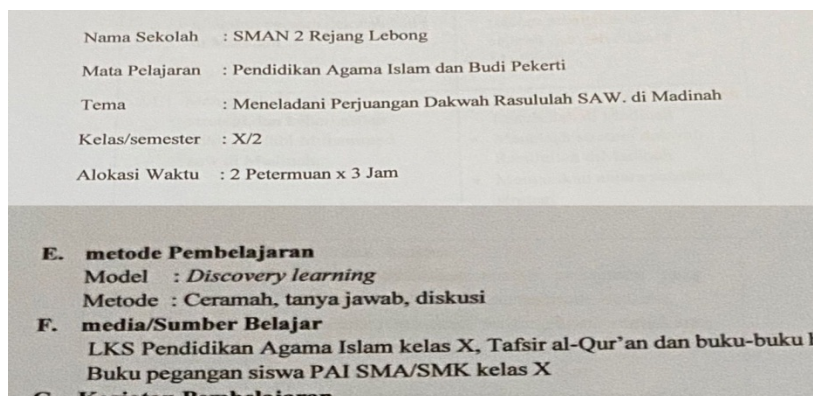 Nama Sekolah : SMAN 2 Rejang Lebong
Mata Pelajaran : Pendidikan Agama Islam dan Budi Pekerti
Tema : Meneladani Perjuangan Dakwah Rasululah SAW. di Madinah
Kelas/semester : X/2
Alokasi Waktu : 2 Petermuan x 3 Jam
E. metode Pembelajaran
Model : Discovery learning
Metode : Ceramah, tanya jawab, diskusi
F. media/Sumber Belajar
LKS Pendidikan Agama Islam kelas X, Tafsir al-Qur'an dan buku-buku
Buku pegangan siswa PAI SMA/SMK kelas X